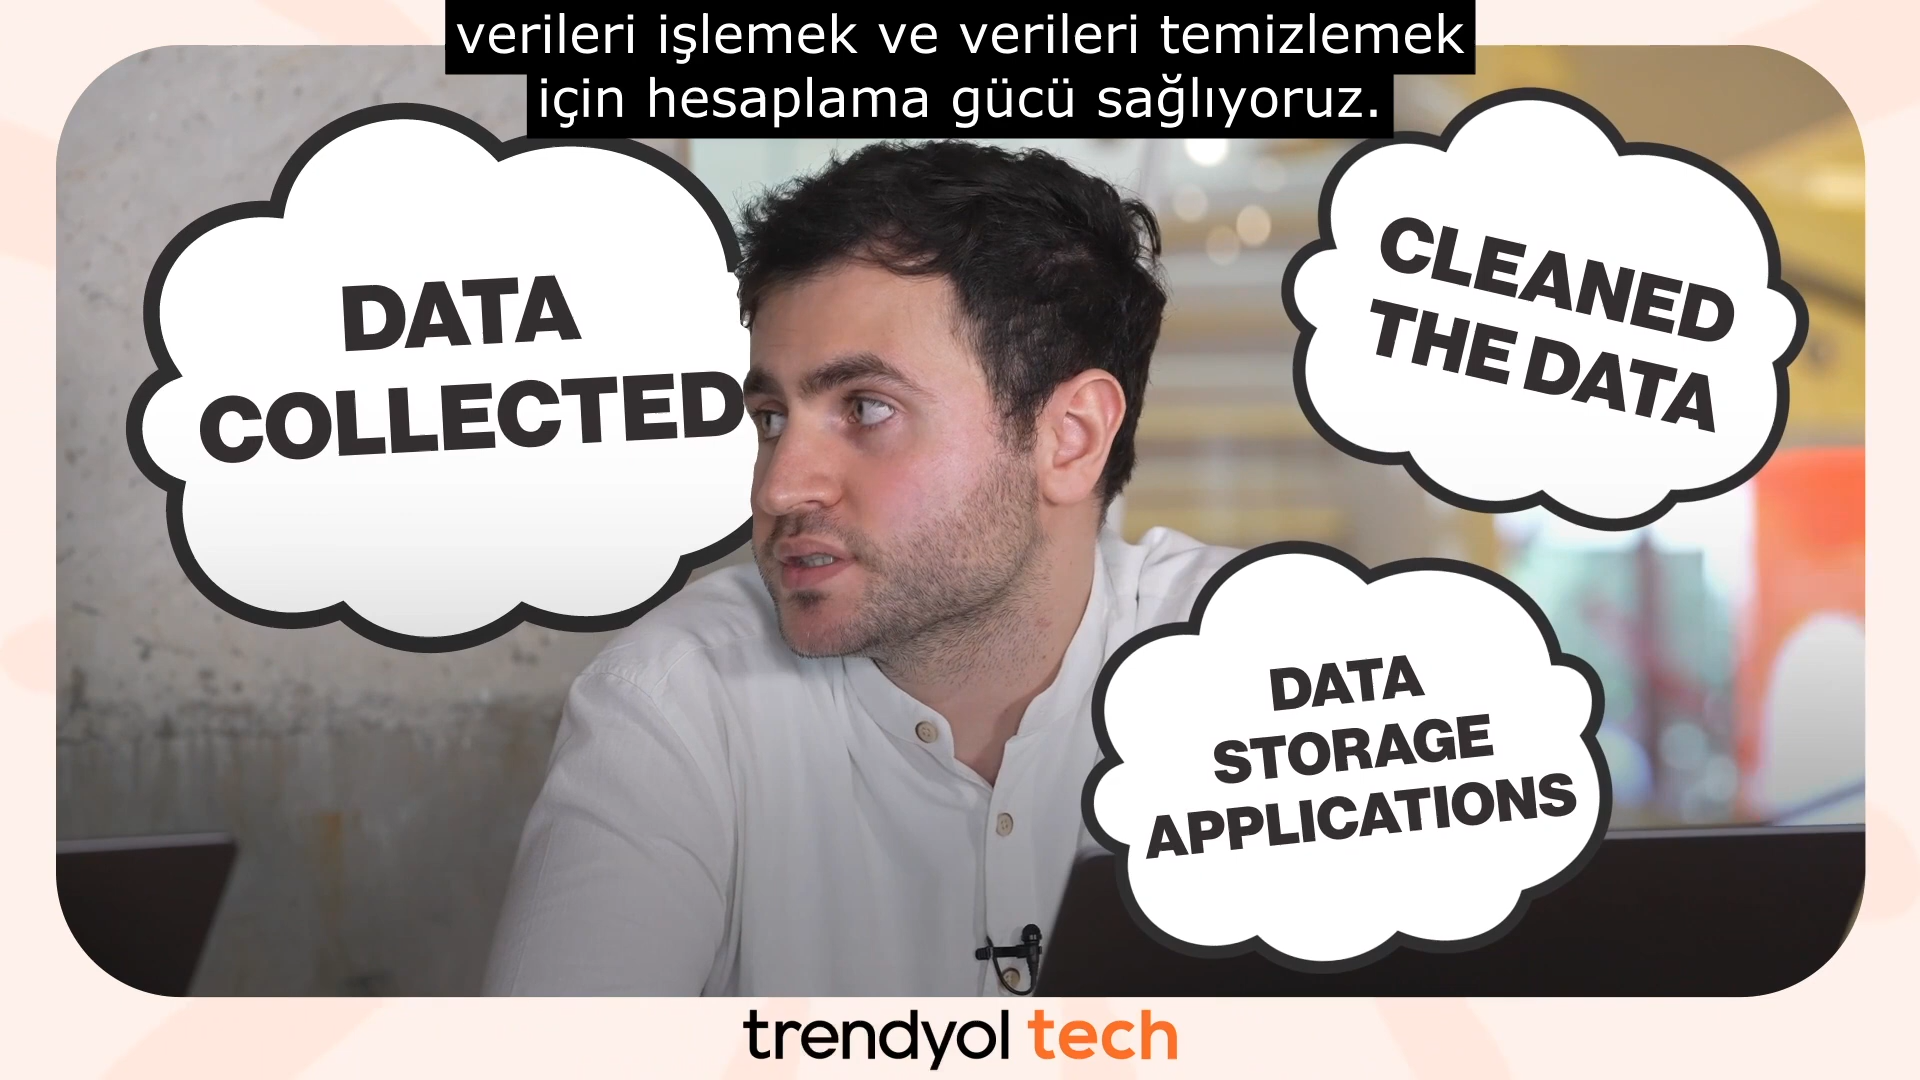 verileri işlemek ve verileri temizlemek
için hesaplama gücü sağlıyoruz.
DATA
COLLECTED
CLEANED
THE DATA
DATA
STORAGE
APPLICATIONS
trendyol tech